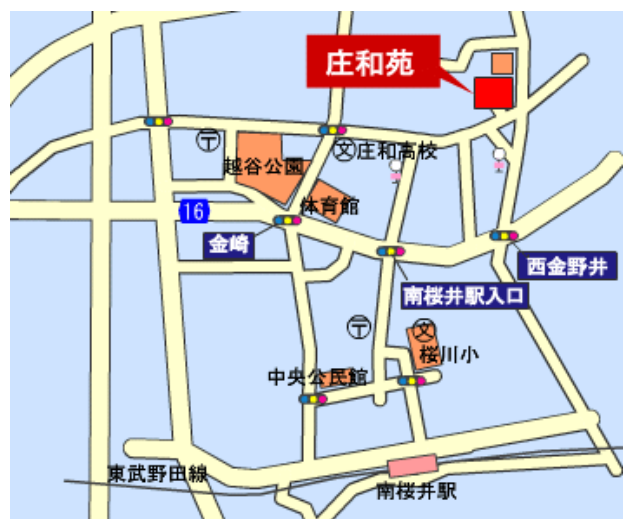 庄和苑
〒
文庄和高校
越谷公園
16
体育館
金崎
西金野井
南桜井駅入口
〒
文
桜川小
中央公民館
東武野田線
南桜井駅